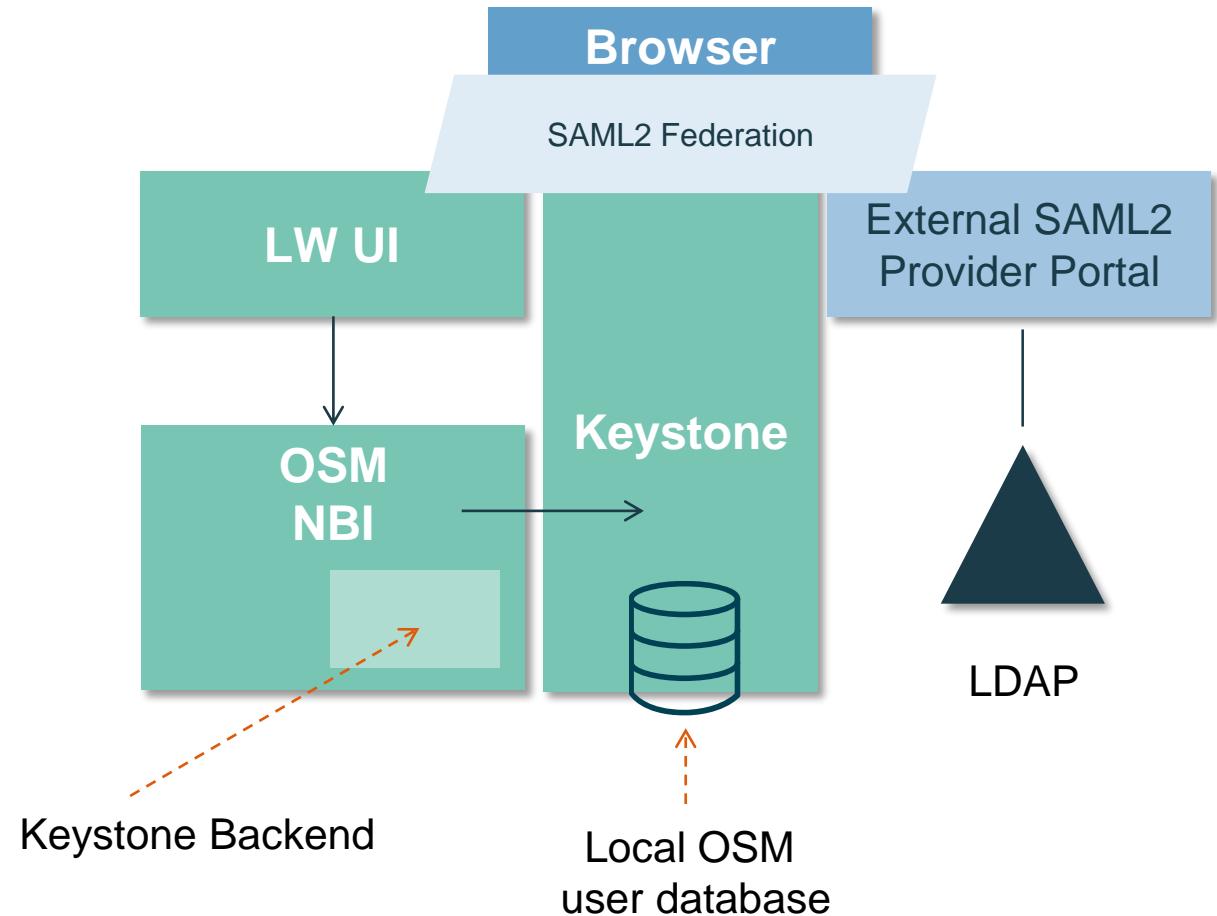 Browser
SAML2 Federation
LW UI
External SAML2
Provider Portal
Keystone
OSM
NBI
LDAP
Keystone Backend
Local OSM
user database